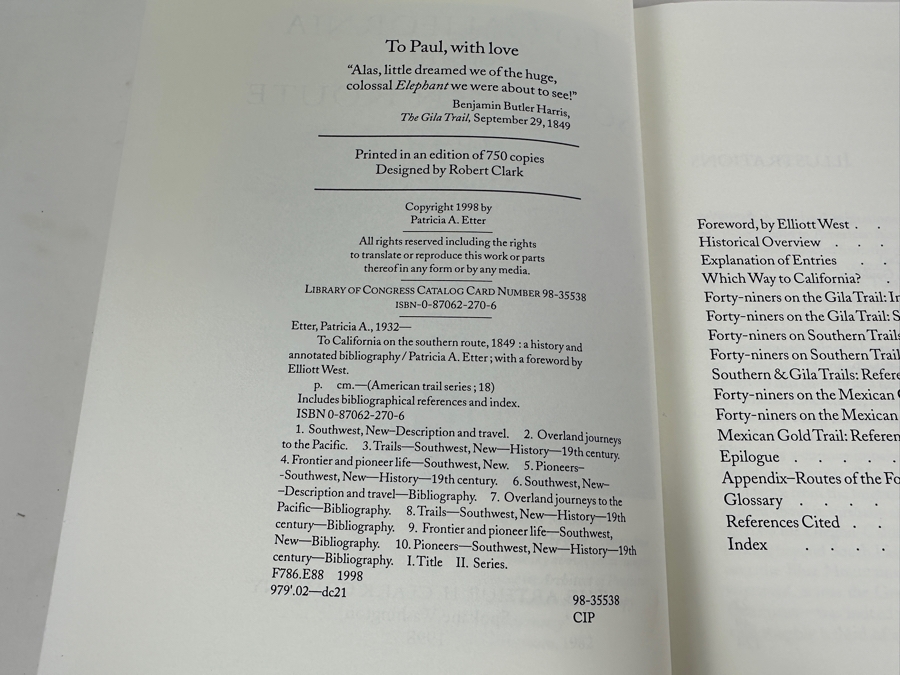 To Paul, with love
“Alas, little dreamed we of the huge,
colossal Elephant we were about to see!”
Benjamin Butler Harris,
The Gila Trail, September 29, 1849
Printed in an edition of 750 copies
Designed by Robert Clark
Copyright 1998 by
Patricia A. Etter
All rights reserved including the rights
to translate or reproduce this work or parts
thereof in any form or by any media.
LIBRARY OF CONGRESS CATALOG CARD NUMBER 98-35538
ISBN-0-87062-270-6
Etter, Patricia A., 1932—
To California on the southern route, 1849 : a history and
annotated bibliography / Patricia A. Etter ; with a foreword by
Elliott West.
p. cm.—(American trail series ; 18)
Includes bibliographical references and index.
ISBN 0-87062-270-6
1. Southwest, New—Description and travel. 2. Overland journeys
to the Pacific. 3. Trails—Southwest, New—History—19th century.
4. Frontier and pioneer life—Southwest, New. 5. Pioneers-
-Southwest, New—History—19th century. 6. Southwest, New-
-Description and travel—Bibliography. 7. Overland journeys to the
Pacific—Bibliography. 8. Trails—Southwest, New—History—19th
century—Bibliography. 9. Frontier and pioneer life—Southwest,
New—Bibliography. 10. Pioneers—Southwest, New—History—19th
century—Bibliography. I. Title II. Series.
F786.E88 1998
979'.02—dc21
98-35538
CIP
Foreword, by Elliott West . .
Historical Overview . . .
Explanation of Entries . .
Which Way to California? .
Forty-niners on the Gila Trail: In
Forty-niners on the Gila Trail: S
Forty-niners on Southern Trails
Forty-niners on Southern Trail
Southern & Gila Trails: Refere
Forty-niners on the Mexican
Forty-niners on the Mexican
Mexican Gold Trail: Referen
Epilogue . . . . .
Appendix—Routes of the Fo
Glossary . . . .
References Cited . .
Index . . . .